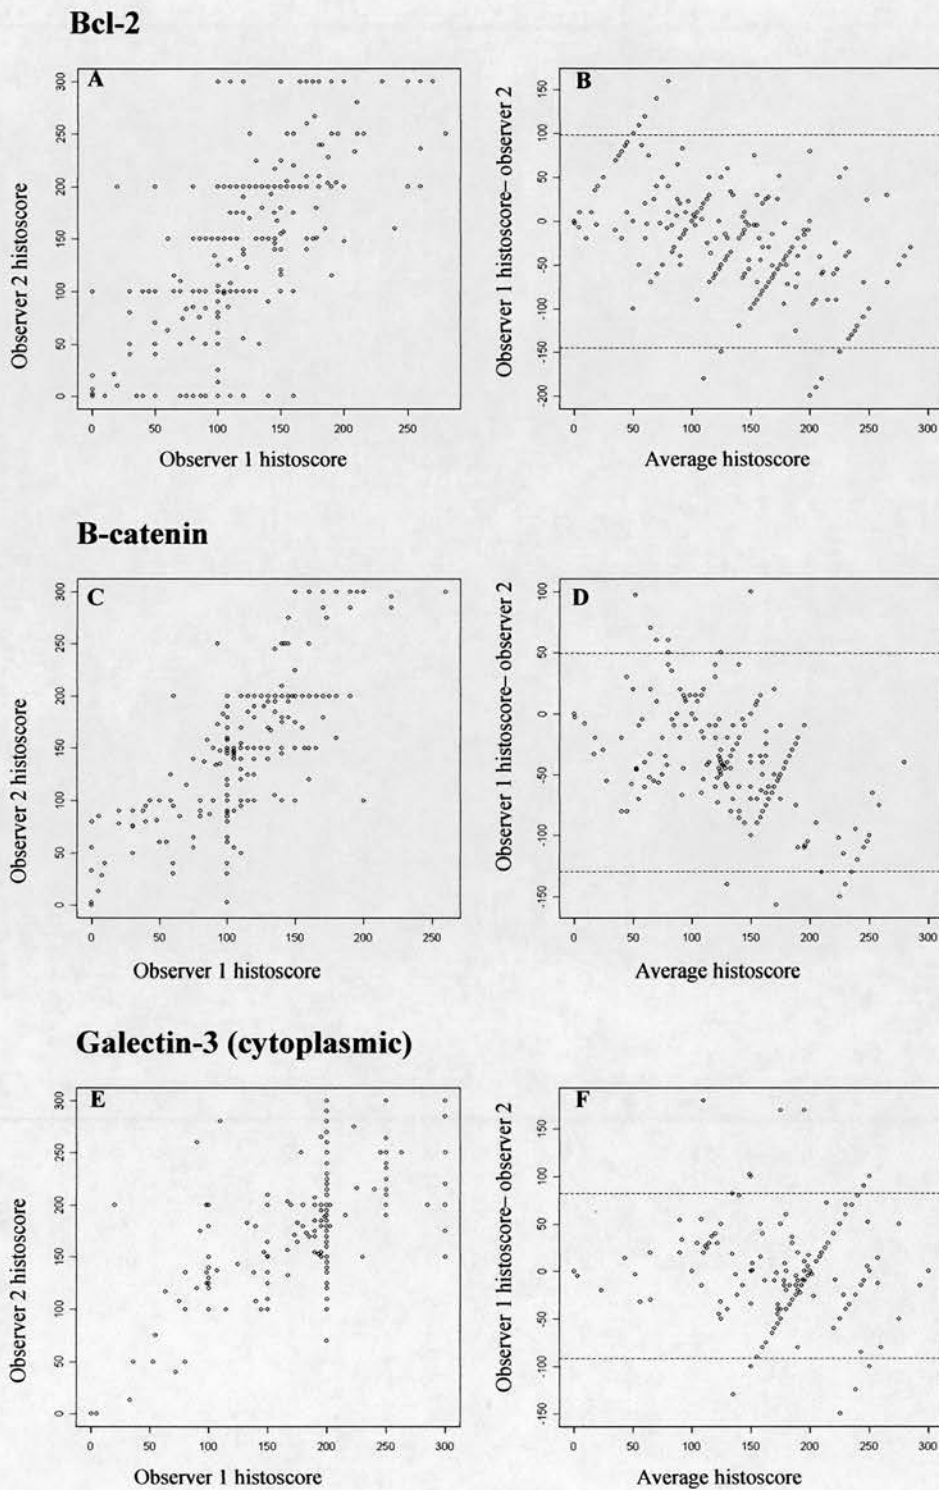 Bcl-2
A
Observer 2 histoscore
300
250
200
150
100
50
0
0 50 100 150 200 250
Observer 1 histoscore
B
Observer 1 histoscore– observer 2
150
100
50
0
-50
-100
-150
-200
0 50 100 150 200 250 300
Average histoscore
B-catenin
C
Observer 2 histoscore
300
250
200
150
100
50
0
0 50 100 150 200 250
Observer 1 histoscore
D
Observer 1 histoscore– observer 2
100
50
0
-50
-100
-150
0 50 100 150 200 250 300
Average histoscore
Galectin-3 (cytoplasmic)
E
Observer 2 histoscore
300
250
200
150
100
50
0
0 50 100 150 200 250 300
Observer 1 histoscore
F
Observer 1 histoscore– observer 2
150
100
50
0
-50
-100
-150
0 50 100 150 200 250 300
Average histoscore